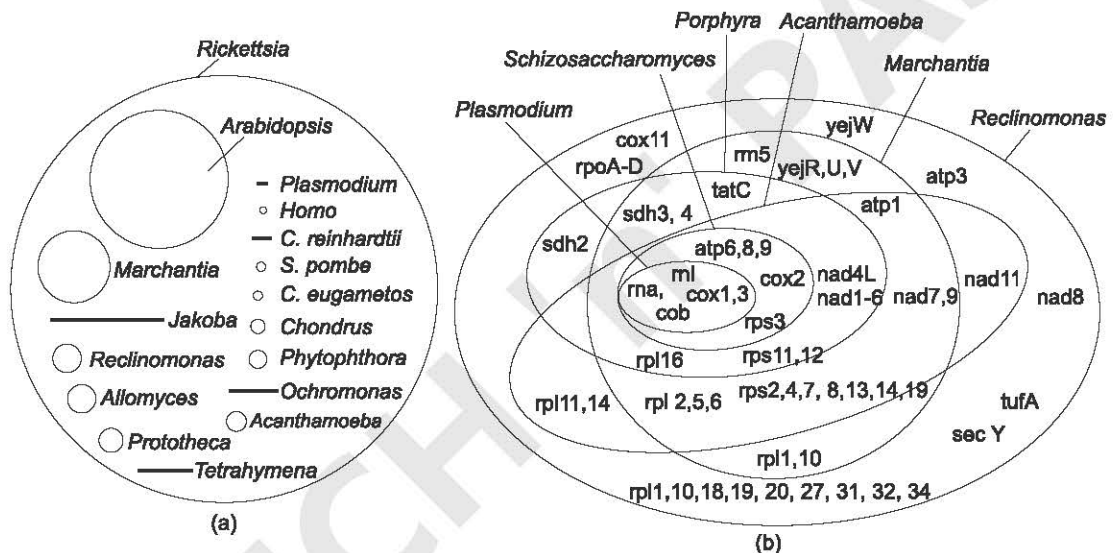 Rickettsia
Arabidopsis
Plasmodium
Homo
C. reinhardtii
Marchantia
S. pombe
C. eugametos
Jakoba
Chondrus
Reclinomonas
Phytophthora
Allomyces
Ochromonas
Acanthamoeba
Prototheca
Tetrahymena
(a)
Porphyra
Acanthamoeba
Schizosaccharomyces
Marchantia
Plasmodium
Reclinomonas
cox11
yejW
rpoA-D
rrn5
yejR,U,V
atp3
tatC
atp1
sdh3, 4
sdh2
atp6,8,9
rnl
cox2
nad4L
nad11
rna,
cox1,3
nad1-6
nad7,9
nad8
cob
rps3
rpl16
rps11,12
rpl11,14
rpl 2,5,6
rps2,4,7, 8,13,14,19
tufA
sec Y
rpl1,10
rpl1,10,18,19, 20, 27, 31, 32, 34
(b)